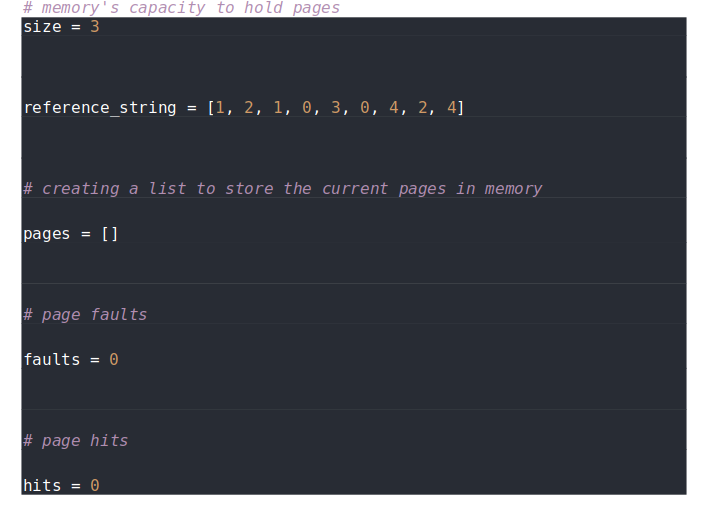 # memory's capacity to hold pages
size = 3
reference_string = [1, 2, 1, 0, 3, 0, 4, 2, 4]
# creating a list to store the current pages in memory
pages = []
# page faults
faults = 0
# page hits
hits = 0